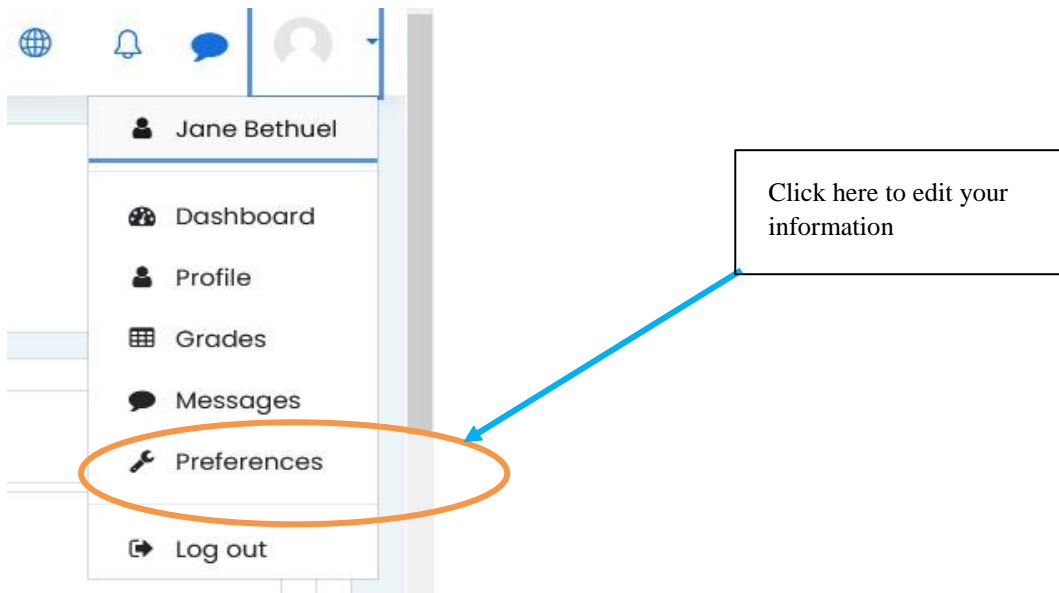 Jane Bethuel
Dashboard
Profile
Grades
Messages
Preferences
Log out
Click here to edit your
information